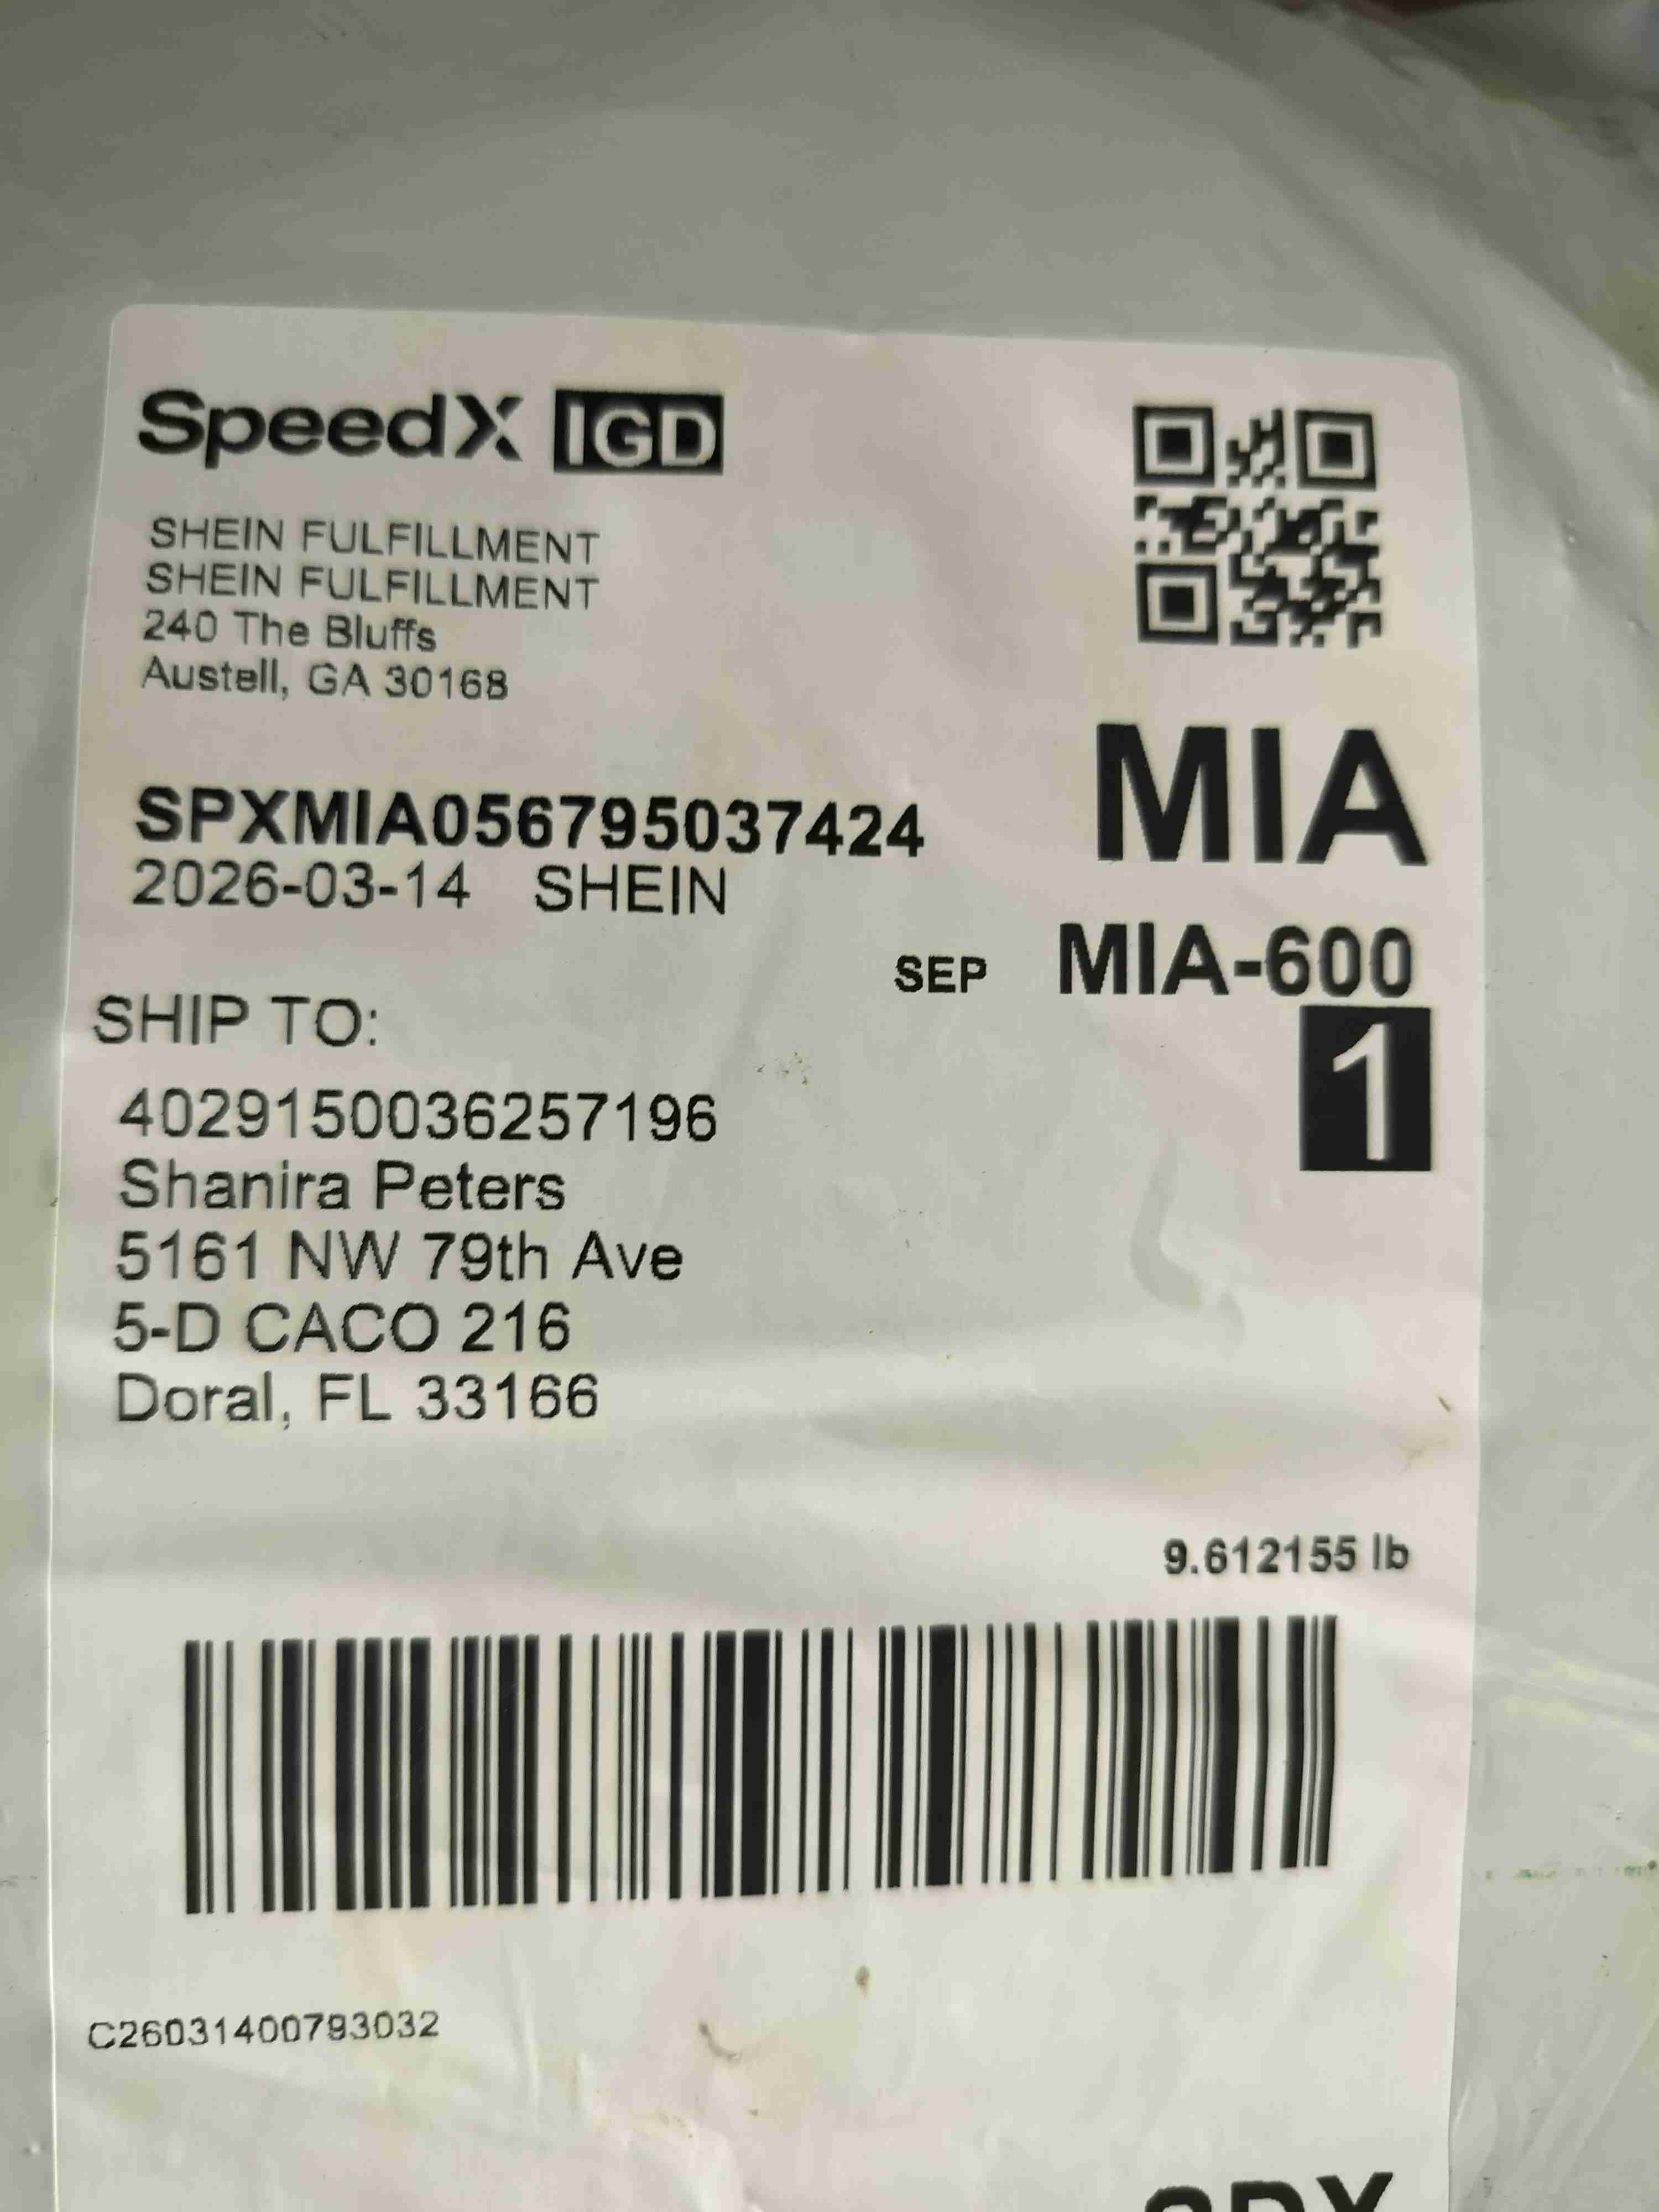 SpeedX IGD
SHEIN FULFILLMENT
SHEIN FULFILLMENT
240 The Bluffs
Austell, GA 30168
SPXMIA056795037424
2026-03-14 SHEIN
MIA
SEP MIA-600
1
SHIP TO:
4029150036257196
Shanira Peters
5161 NW 79th Ave
5-D CACO 216
Doral, FL 33166
9.612155 lb
C26031400793032